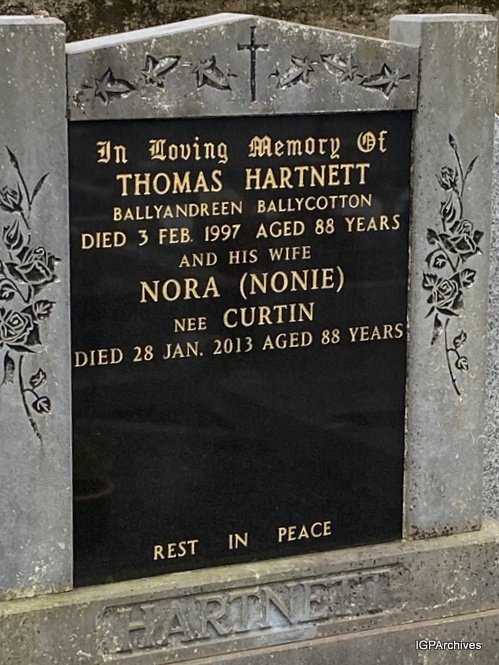 In Loving Memory Of
THOMAS HARTNETT
BALLYANDREEN BALLYCOTTON
DIED 3 FEB. 1997 AGED 88 YEARS
AND HIS WIFE
NORA (NONIE)
NEE CURTIN
DIED 28 JAN. 2013 AGED 88 YEARS
REST IN PEACE
HARTNETT
IGPArchives